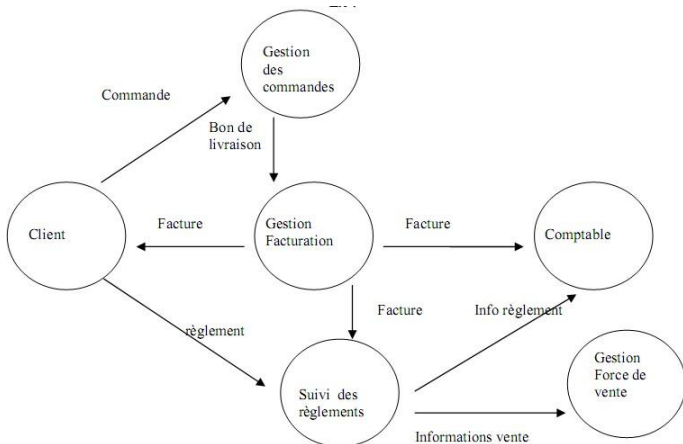 Gestion
des
commandes
Commande
Bon de
livraison
Client
Facture
Gestion
Facturation
Facture
Comptable
Facture
Info règlement
règlement
Suivi des
règlements
Gestion
Force de
vente
Informations vente